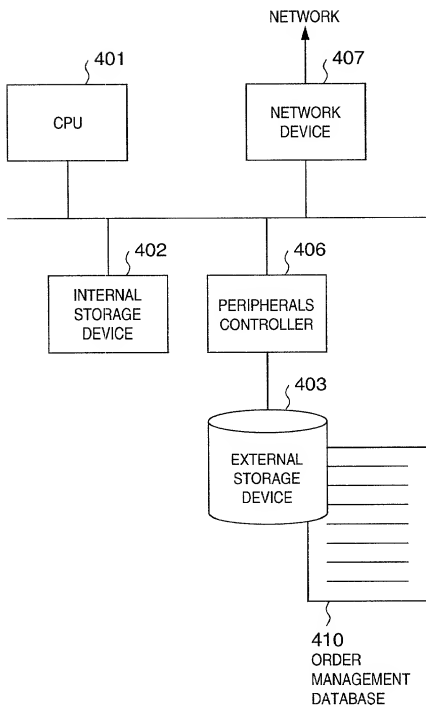 NETWORK
401
407
CPU
NETWORK
DEVICE
402
406
INTERNAL
STORAGE
DEVICE
PERIPHERALS
CONTROLLER
403
EXTERNAL
STORAGE
DEVICE
410
ORDER
MANAGEMENT
DATABASE